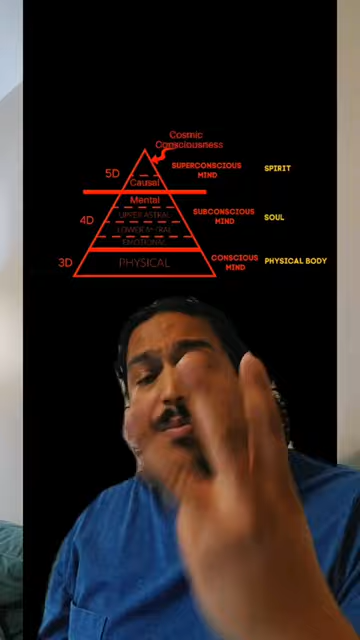 Cosmic
Consciousness
5D
Causal
SUPERCONSCIOUS
MIND
SPIRIT
4D
Mental
UPPER ASTRAL
LOWER ASTRAL
EMOTIONAL
SUBCONSCIOUS
MIND
SOUL
3D
PHYSICAL
CONSCIOUS
MIND
PHYSICAL BODY